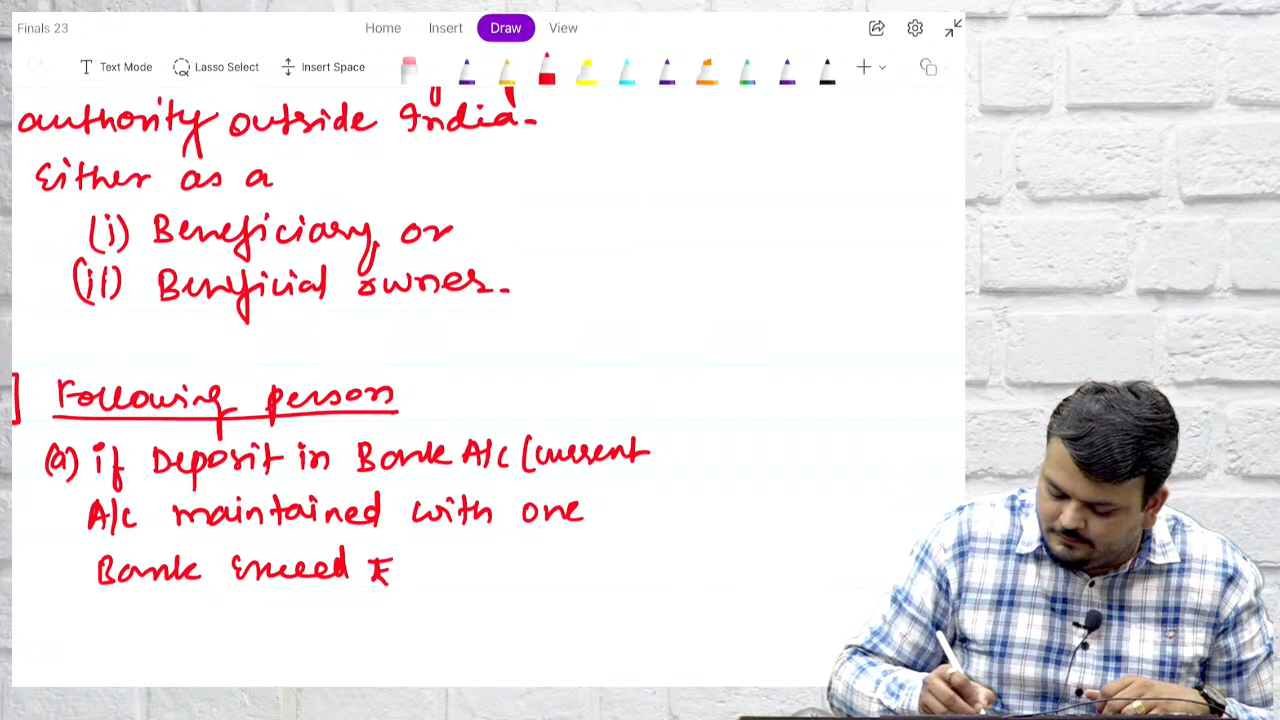 Finals 23
Home Insert Draw View
Text Mode Lasso Select Insert Space
authority outside India.
Either as a
(i) Beneficiary or
(ii) Beneficial owner.
] Following person
(a) if Deposit in Bank A/c (current
A/c maintained with one
Bank Exceed ₹